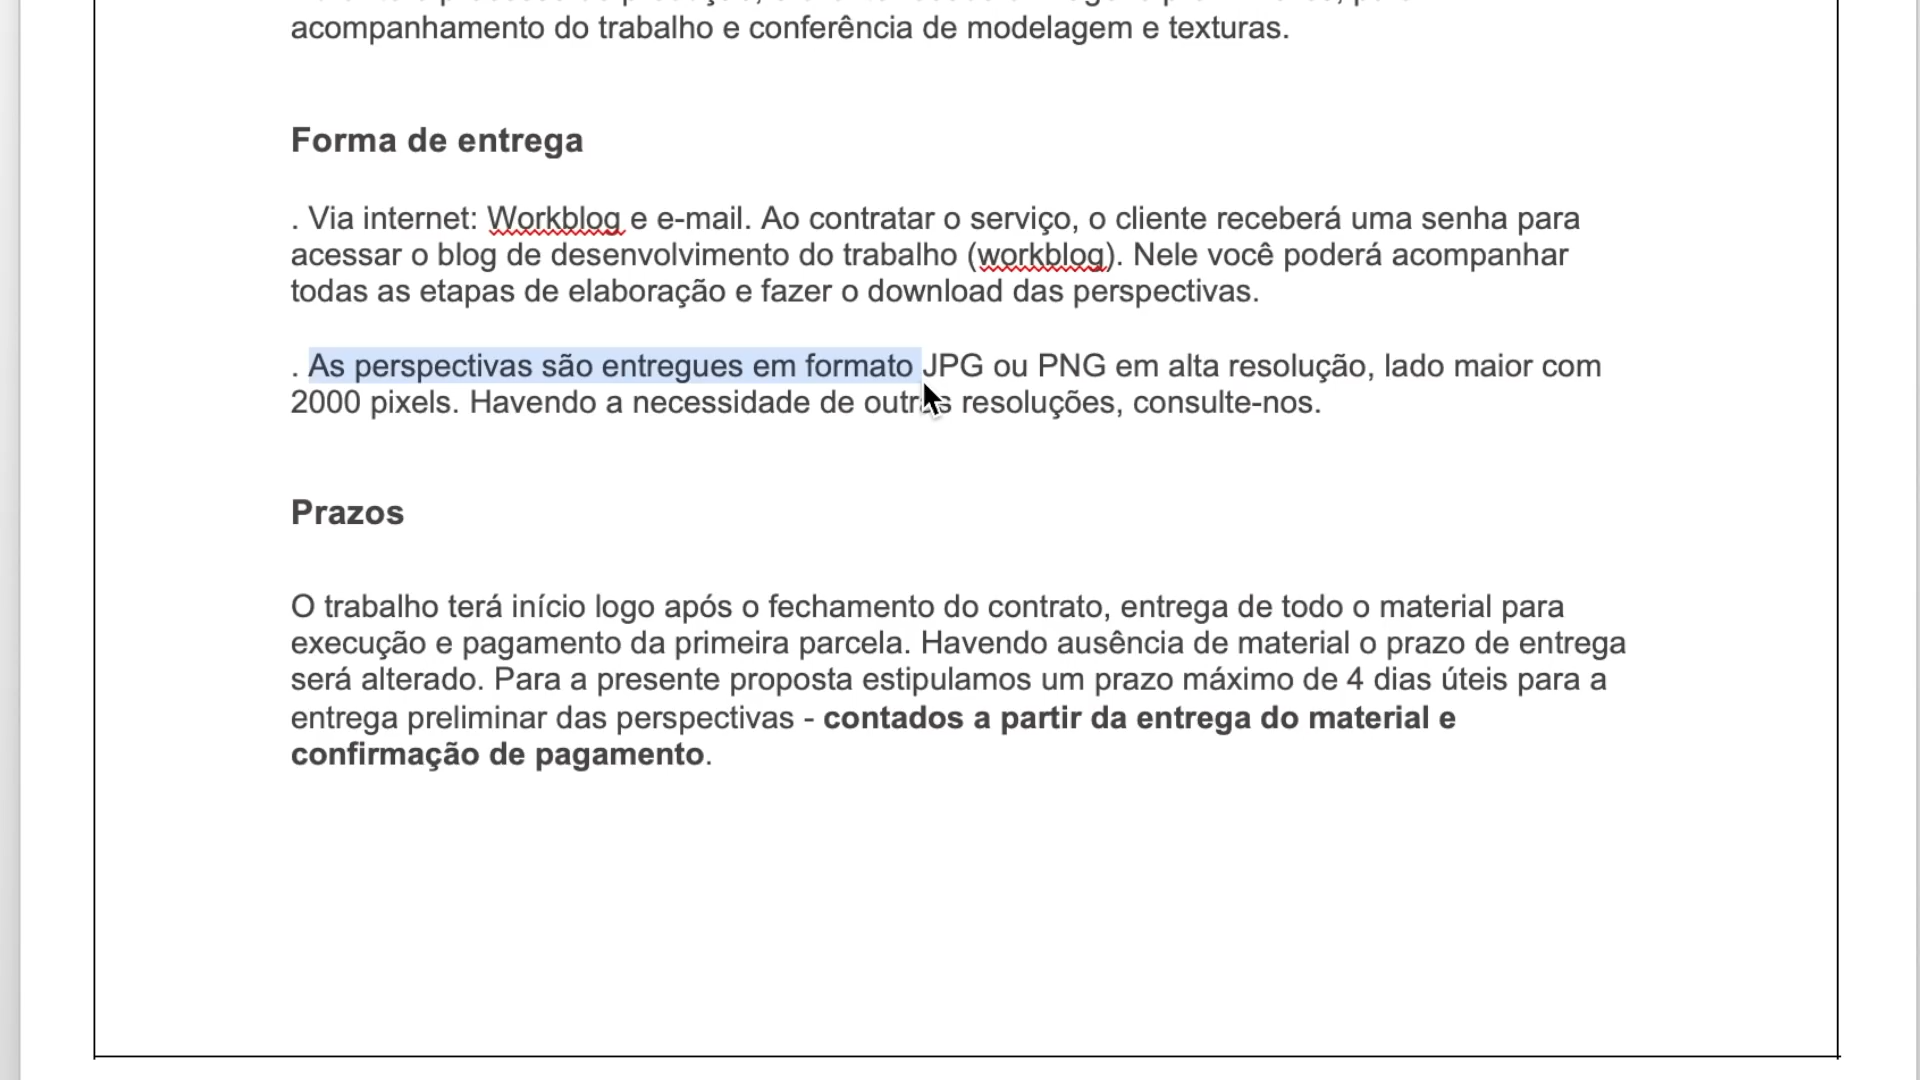 acompanhamento do trabalho e conferência de modelagem e texturas.
Forma de entrega
. Via internet: Workblog e e-mail. Ao contratar o serviço, o cliente receberá uma senha para
acessar o blog de desenvolvimento do trabalho (workblog). Nele você poderá acompanhar
todas as etapas de elaboração e fazer o download das perspectivas.
. As perspectivas são entregues em formato JPG ou PNG em alta resolução, lado maior com
2000 pixels. Havendo a necessidade de outras resoluções, consulte-nos.
Prazos
O trabalho terá início logo após o fechamento do contrato, entrega de todo o material para
execução e pagamento da primeira parcela. Havendo ausência de material o prazo de entrega
será alterado. Para a presente proposta estipulamos um prazo máximo de 4 dias úteis para a
entrega preliminar das perspectivas - contados a partir da entrega do material e
confirmação de pagamento.